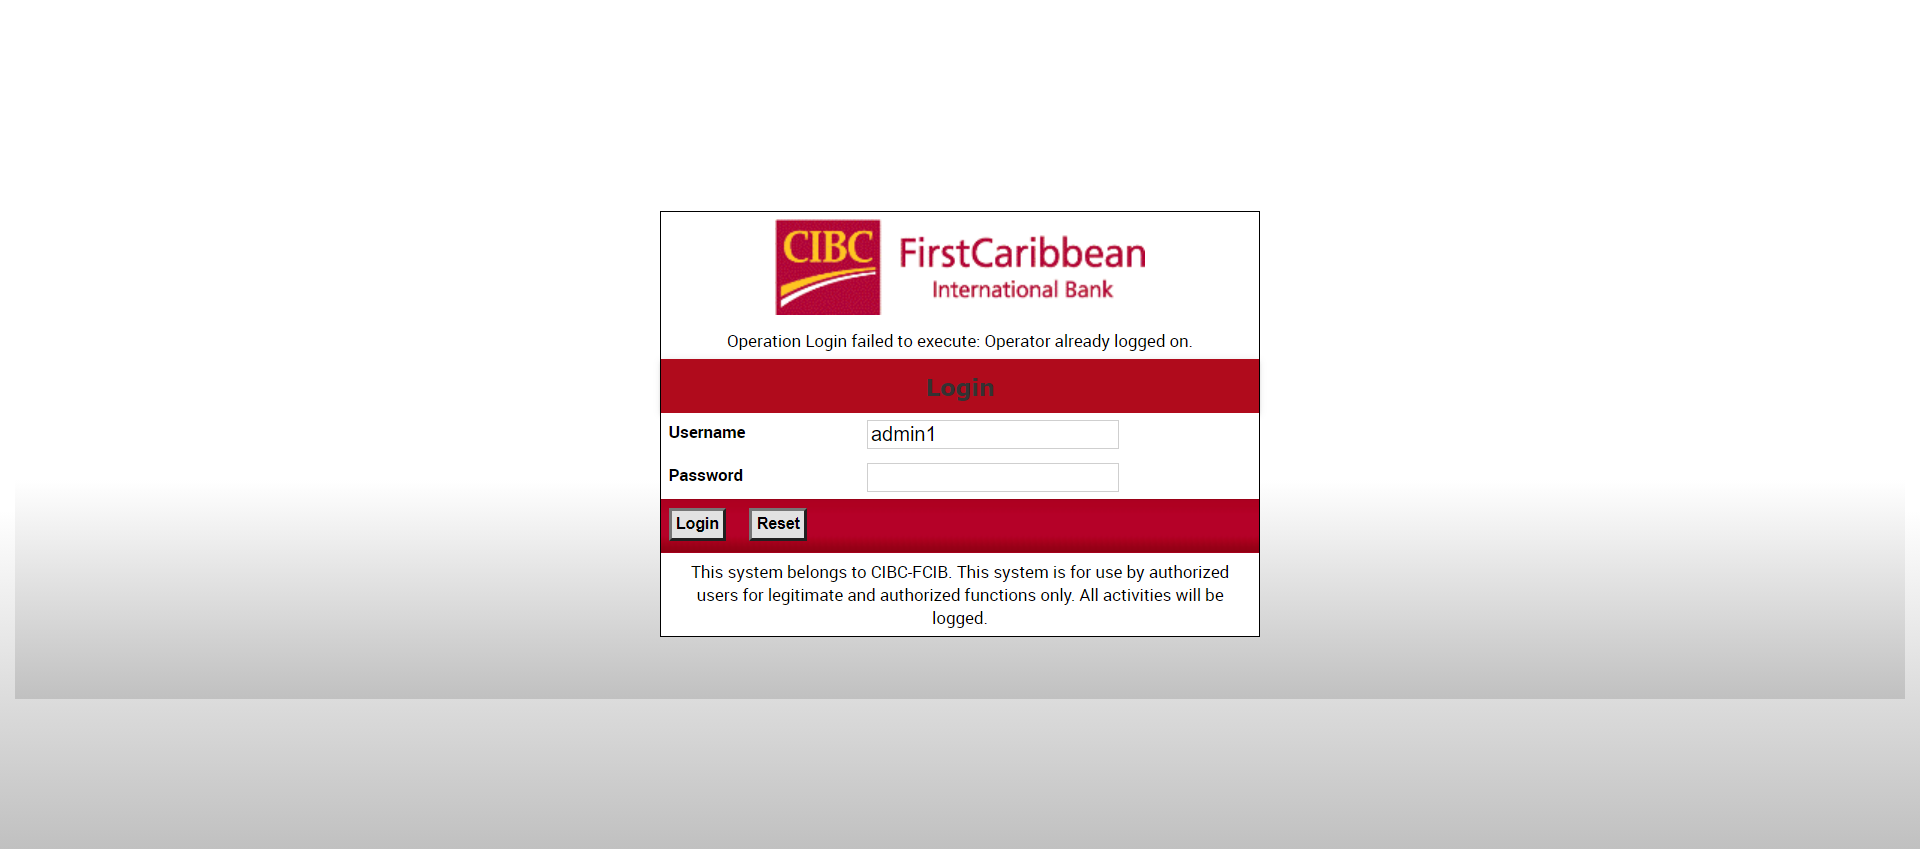 CIBC FirstCaribbean
International Bank
Operation Login failed to execute: Operator already logged on.
Login
Username admin1
Password
Login Reset
This system belongs to CIBC-FCIB. This system is for use by authorized
users for legitimate and authorized functions only. All activities will be
logged.